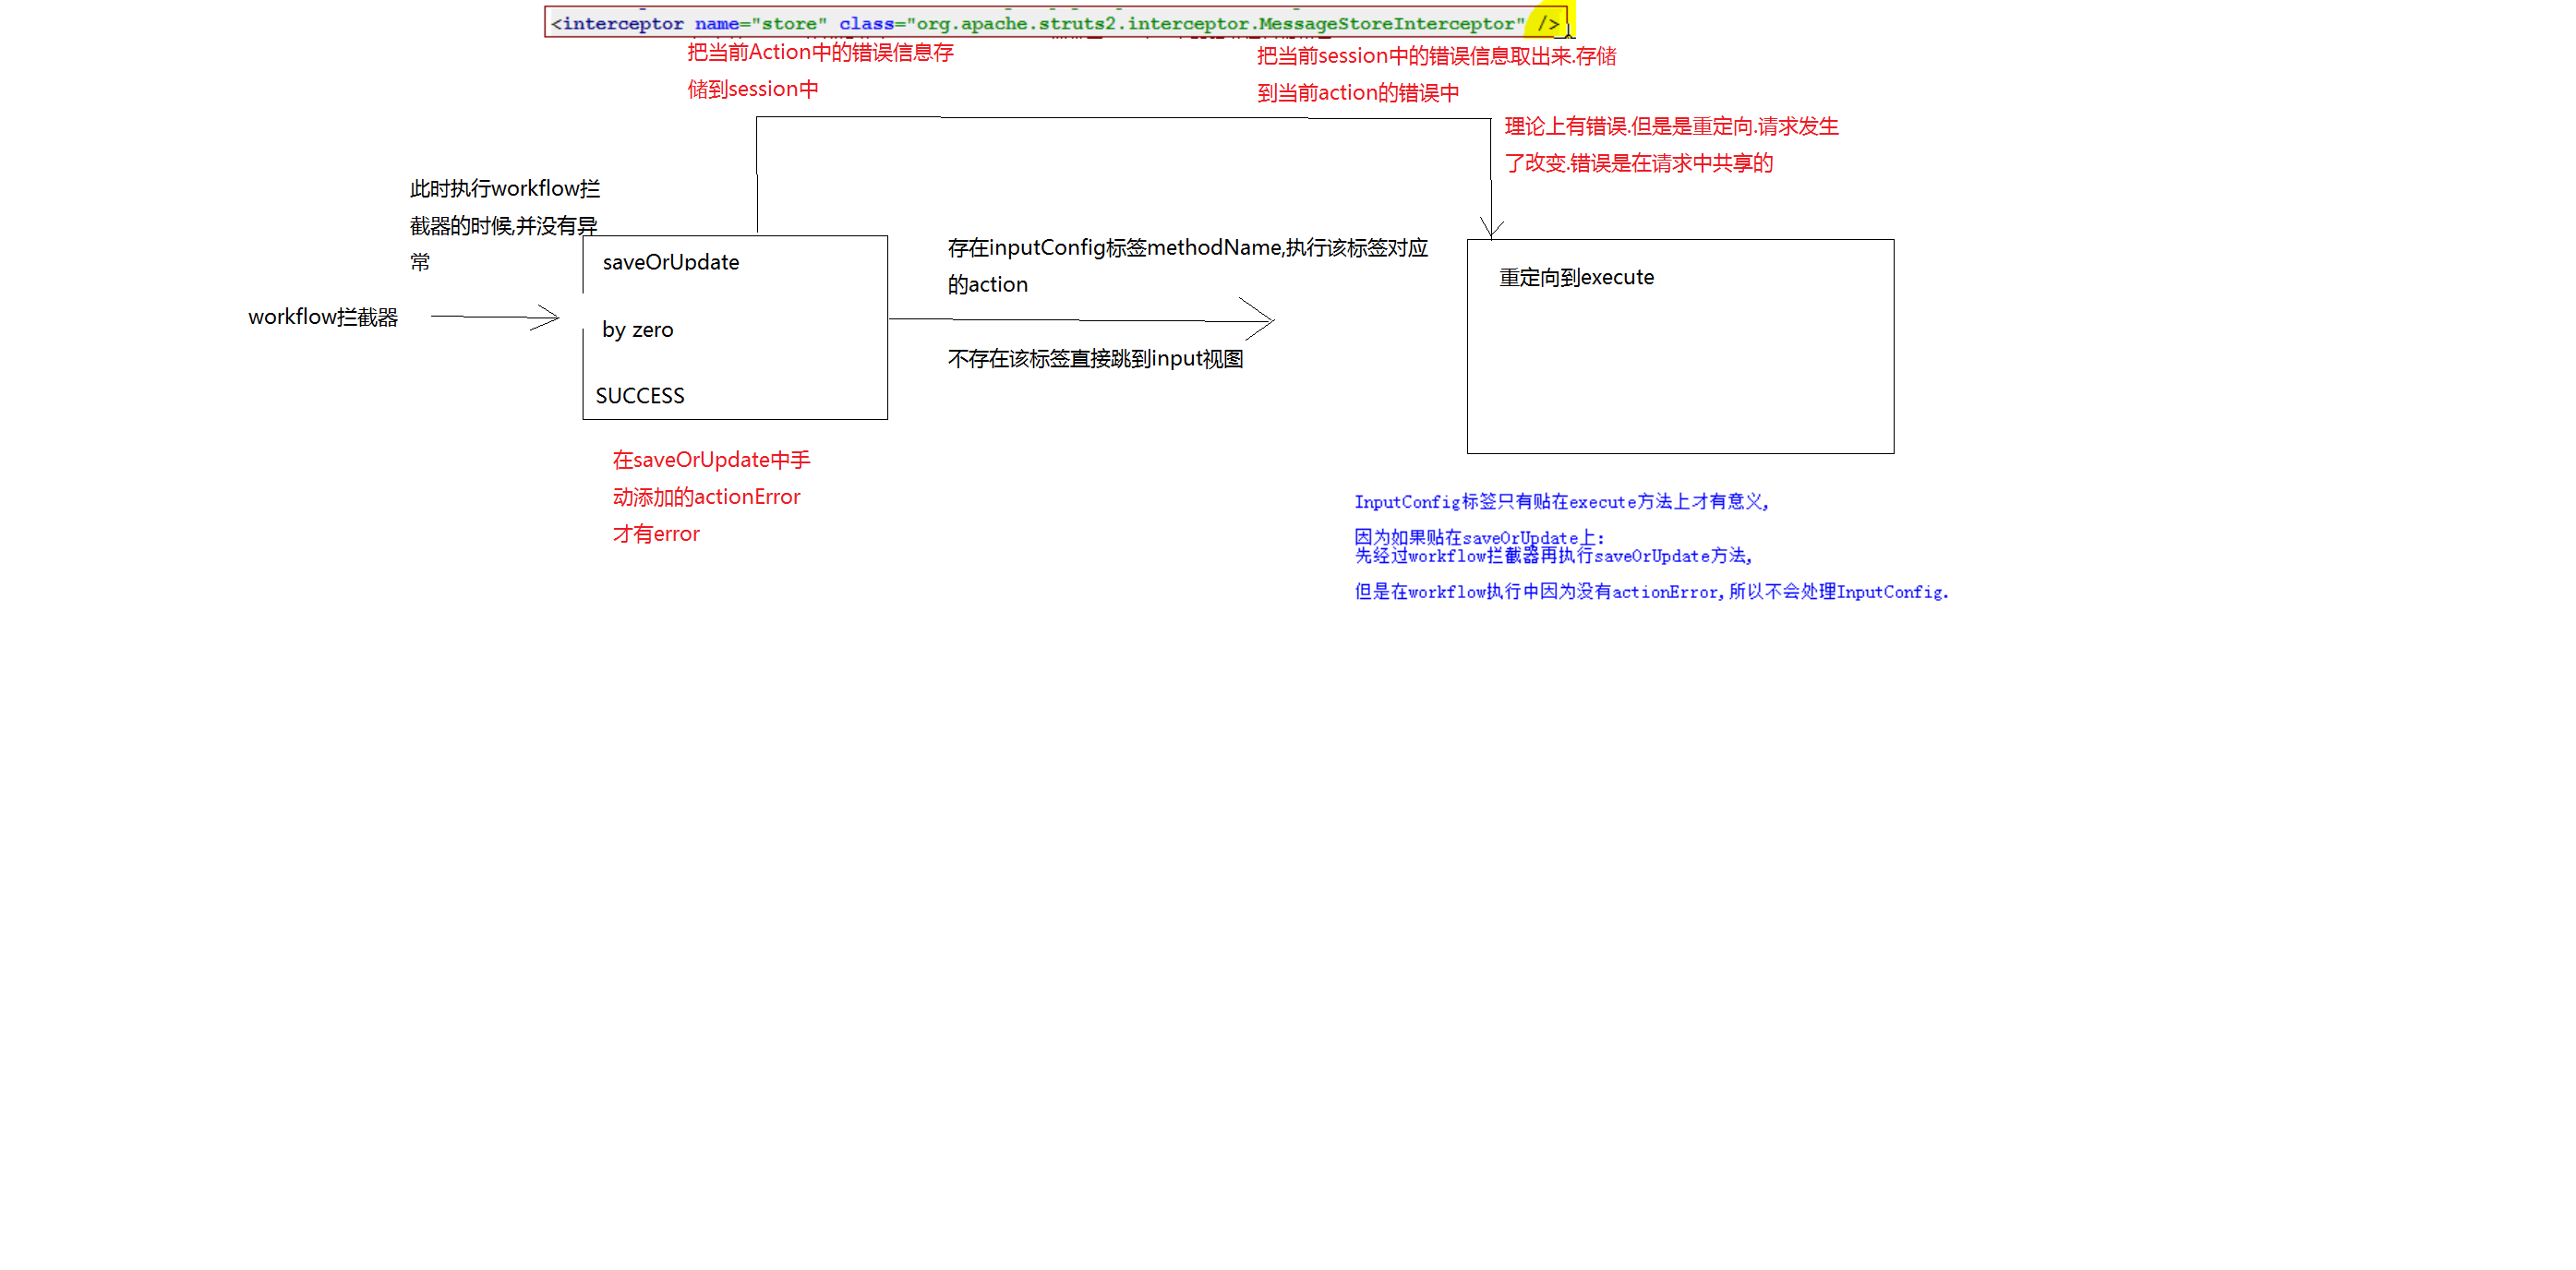 <interceptor name="store" class="org.apache.struts2.interceptor.MessageStoreInterceptor" />
把当前Action中的错误信息存
储到session中
把当前session中的错误信息取出来.存储
到当前action的错误中
理论上有错误.但是是重定向.请求发生
了改变.错误是在请求中共享的
此时执行workflow拦
截器的时候,并没有异
常
workflow拦截器
saveOrUpdate
by zero
SUCCESS
存在inputConfig标签methodName,执行该标签对应
的action
不存在该标签直接跳到input视图
重定向到execute
在saveOrUpdate中手
动添加的actionError
才有error
InputConfig标签只有贴在execute方法上才有意义,
因为如果贴在saveOrUpdate上:
先经过workflow拦截器再执行saveOrUpdate方法,
但是在workflow执行中因为没有actionError,所以不会处理InputConfig.